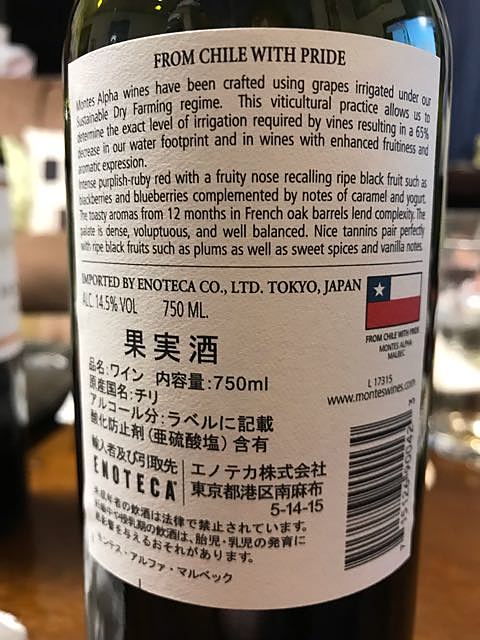 FROM CHILE WITH PRIDE
Montes Alpha wines have been crafted using grapes irrigated under our
Sustainable Dry Farming regime. This viticultural practice allows us to
determine the exact level of irrigation required by vines resulting in a 65%
decrease in our water footprint and in wines with enhanced fruitiness and
aromatic expression.
Intense purplish-ruby red with a fruity nose recalling ripe black fruit such as
blackberries and blueberries complemented by notes of caramel and yogurt.
The toasty aromas from 12 months in French oak barrels lend complexity. The
palate is dense, voluptuous, and well balanced. Nice tannins pair perfectly
with ripe black fruits such as plums as well as sweet spices and vanilla notes.
IMPORTED BY ENOTECA CO., LTD. TOKYO, JAPAN
ALC. 14.5% VOL 750 ML.
FROM CHILE WITH PRIDE
MONTES ALPHA
MALBEC
L 17315
www.monteswines.com
果実酒
品名:ワイン 内容量:750ml
原産国名:チリ
アルコール分:ラベルに記載
酸化防止剤(亜硫酸塩)含有
輸入者及び引取先
ENOTECA
エノテカ株式会社
東京都港区南麻布
5-14-15
未成年者の飲酒は法律で禁止されています。
妊娠中や授乳期の飲酒は、胎児・乳児の発育に
悪影響を与えるおそれがあります。
モンテス・アルファ・マルベック